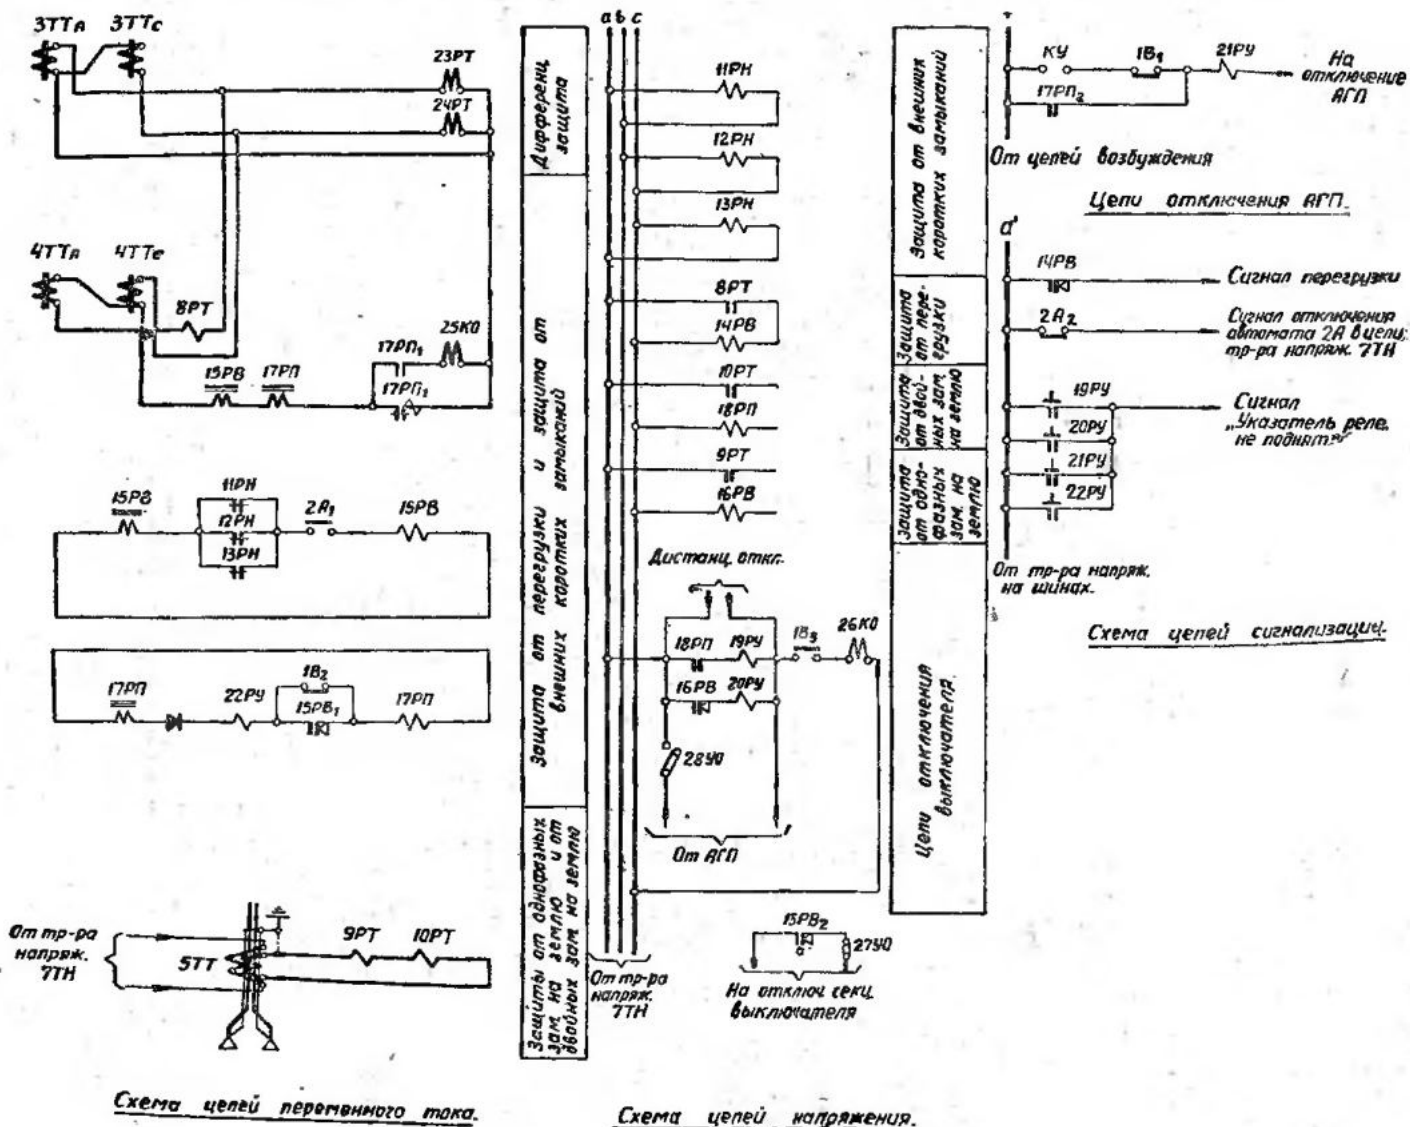 3ТТА
3ТТС
23РТ
24РТ
4ТТА
4ТТС
8РТ
25КО
17РП1
17РП2
15РВ
17РП
15РВ
11РН
12РН
13РН
2А1
15РВ
17РП
22РУ
1В2
15РВ1
17РП
От тр-ра
напряж.
7ТН
5ТТ
9РТ
10РТ
Схема цепей переменного тока.
Дифференц.
защита
Защита от перегрузки и защита от
внешних коротких замыканий
Защиты от однофазных
зам. на землю и от
двойных зам. на землю
а в с
11РН
12РН
13РН
8РТ
14РВ
10РТ
18РП
9РТ
16РВ
Дистанц. откл.
18РП
19РУ
1В3
26КО
16РВ
20РУ
28УО
От АГП
15РВ2
27УО
От тр-ра
напряж.
7ТН
На отключ. секц.
выключателя
Схема цепей напряжения.
Защита от внешних
коротких замыканий
Защита
от пере-
грузки
Защита
от двой-
ных зам.
на землю
Защита
от одно-
фазных
зам. на
землю
Цепи отключения
выключателя
КУ
1В1
21РУ
На
отключение
АГП
17РП2
От цепей возбуждения
Цепи отключения АГП.
а'
14РВ
Сигнал перегрузки
2А2
Сигнал отключения
автомата 2А в цепи,
тр-ра напряж. 7ТН
19РУ
Сигнал
„Указатель реле
не поднят"
20РУ
21РУ
22РУ
От тр-ра напряж.
на шинах.
Схема цепей сигнализации.